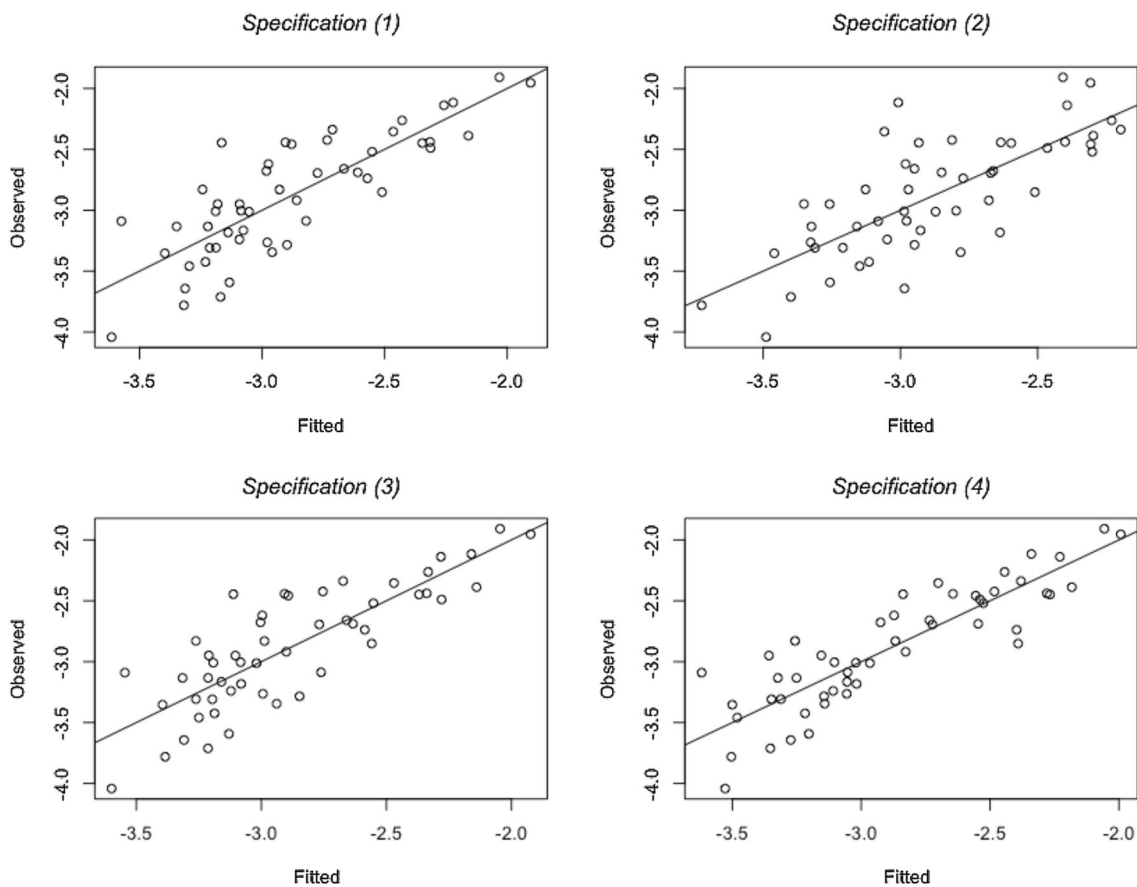 Specification (1)
Observed
-2.0
-2.5
-3.0
-3.5
-4.0
-3.5 -3.0 -2.5 -2.0
Fitted
Specification (2)
Observed
-2.0
-2.5
-3.0
-3.5
-4.0
-3.5 -3.0 -2.5
Fitted
Specification (3)
Observed
-2.0
-2.5
-3.0
-3.5
-4.0
-3.5 -3.0 -2.5 -2.0
Fitted
Specification (4)
Observed
-2.0
-2.5
-3.0
-3.5
-4.0
-3.5 -3.0 -2.5 -2.0
Fitted